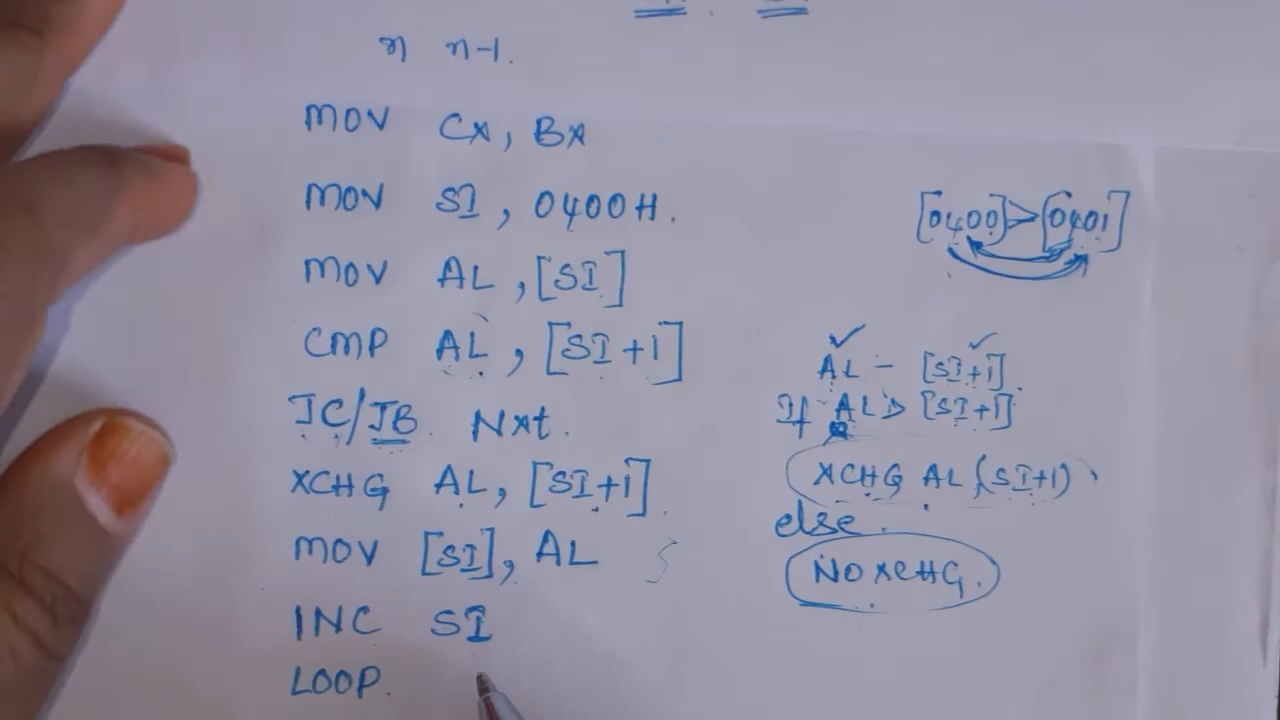 n n-1.
MOV CX, BX
MOV SI, 0400H.
MOV AL, [SI]
CMP AL, [SI+1]
JC/JB Nxt.
XCHG AL, [SI+1]
MOV [SI], AL
INC SI
LOOP.
[0400]>[0401]
AL - [SI+1].
If AL > [SI+1]
XCHG AL, (SI+1)
else.
NO XCHG.